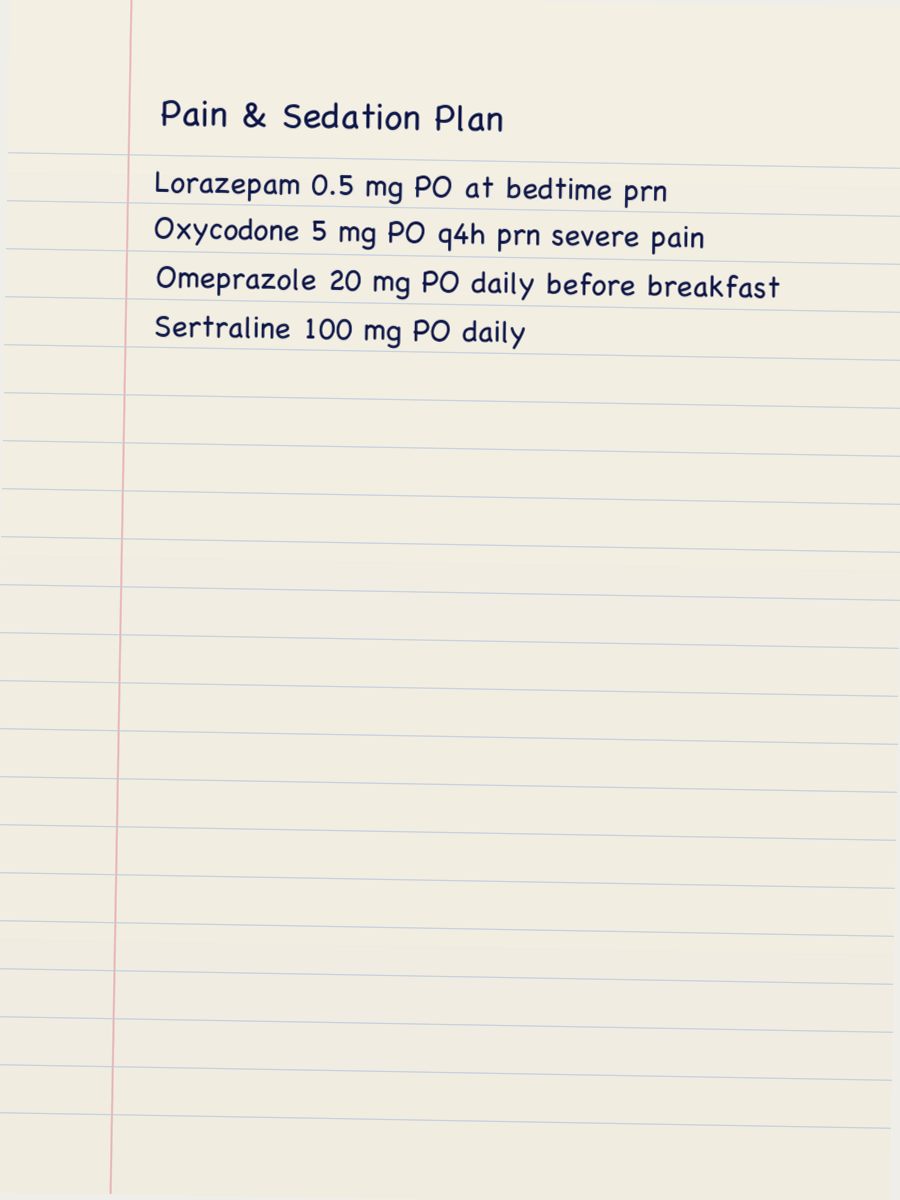 Pain & Sedation Plan
Lorazepam 0.5 mg PO at bedtime prn
Oxycodone 5 mg PO q4h prn severe pain
Omeprazole 20 mg PO daily before breakfast
Sertraline 100 mg PO daily